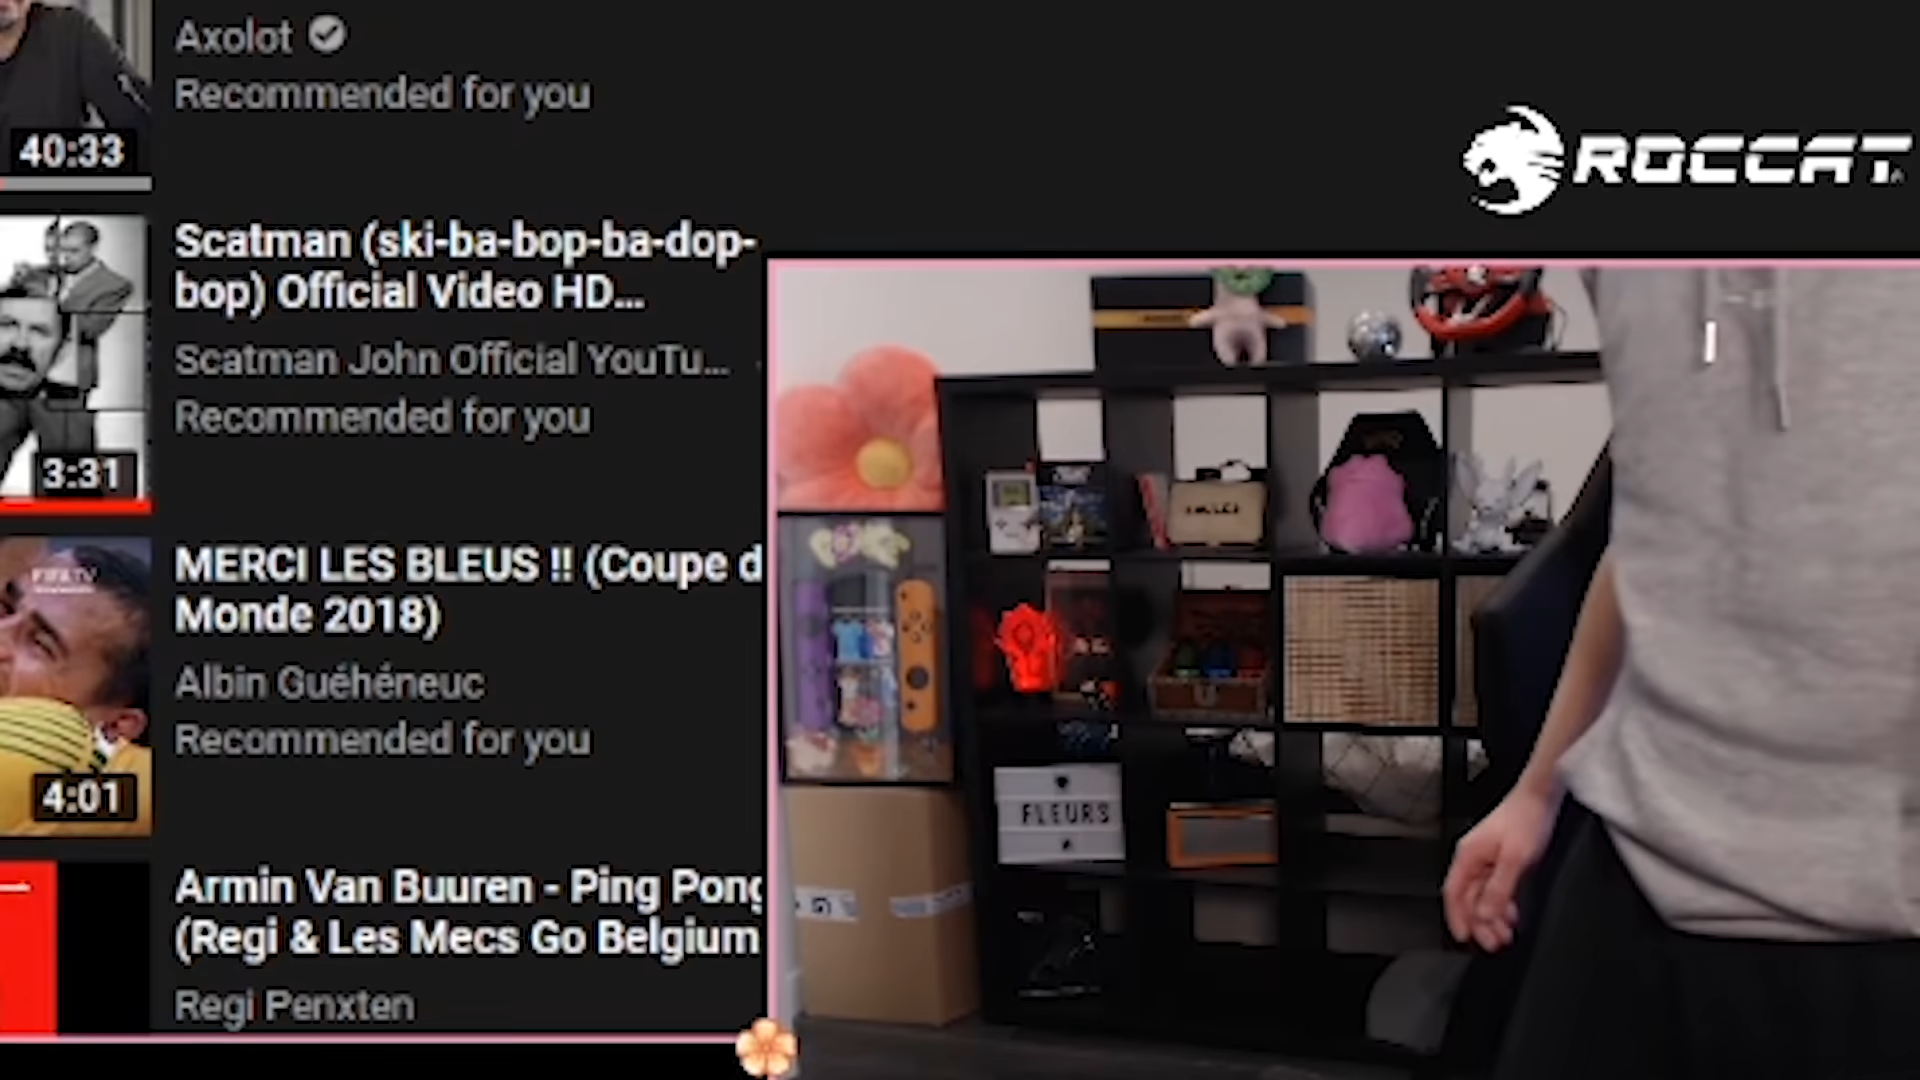 Axolot
Recommended for you
40:33
ROCCAT
Scatman (ski-ba-bop-ba-dop-
bop) Official Video HD...
Scatman John Official YouTu...
Recommended for you
3:31
MERCI LES BLEUS !! (Coupe d
Monde 2018)
FIFA TV
Albin Guéhéneuc
Recommended for you
4:01
Armin Van Buuren - Ping Pong
(Regi & Les Mecs Go Belgium
Regi Penxten
FLEURS